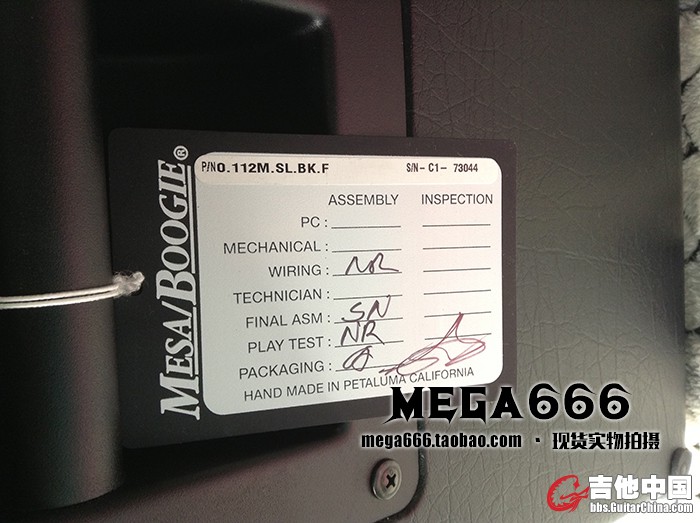 MESA/BOOGIE®
P/N0.112M.SL.BK.F S/N- C1- 73044
ASSEMBLY INSPECTION
PC :
MECHANICAL :
WIRING : NR
TECHNICIAN :
FINAL ASM : SN
PLAY TEST : NR
PACKAGING :
HAND MADE IN PETALUMA CALIFORNIA
MEGA666
mega666.taobao.com · 现货实物拍摄
吉他中国
bbs.GuitarChina.com